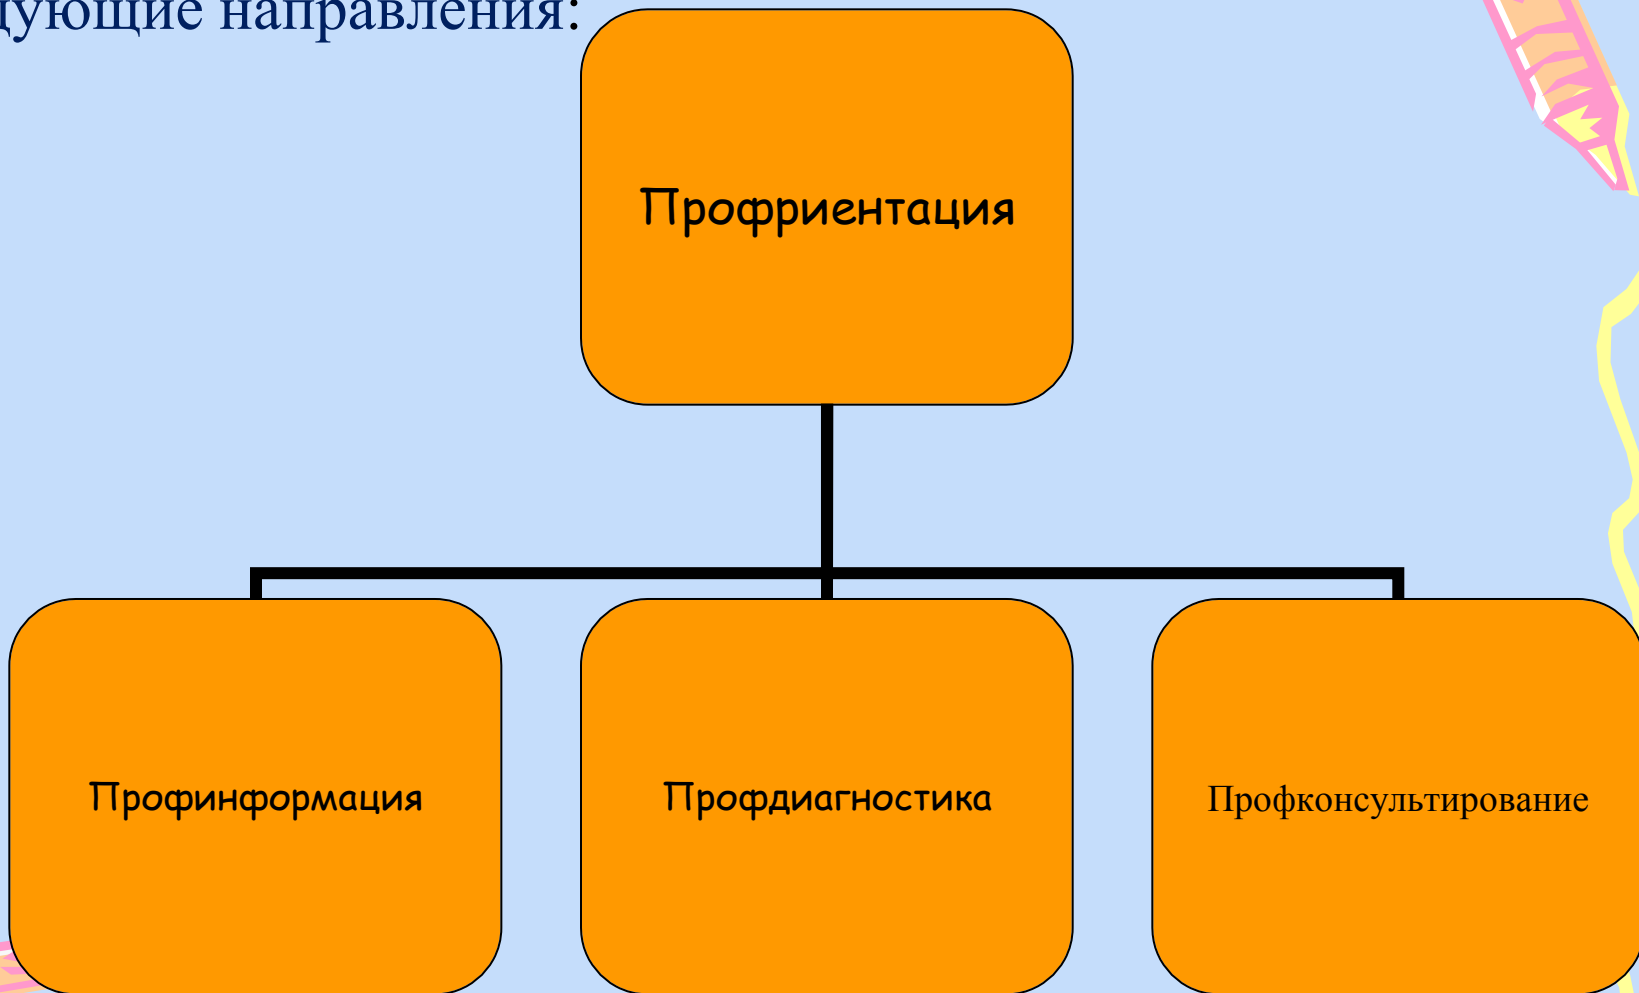 дующие направления:
Профриентация
Профинформация
Профдиагностика
Профконсультирование